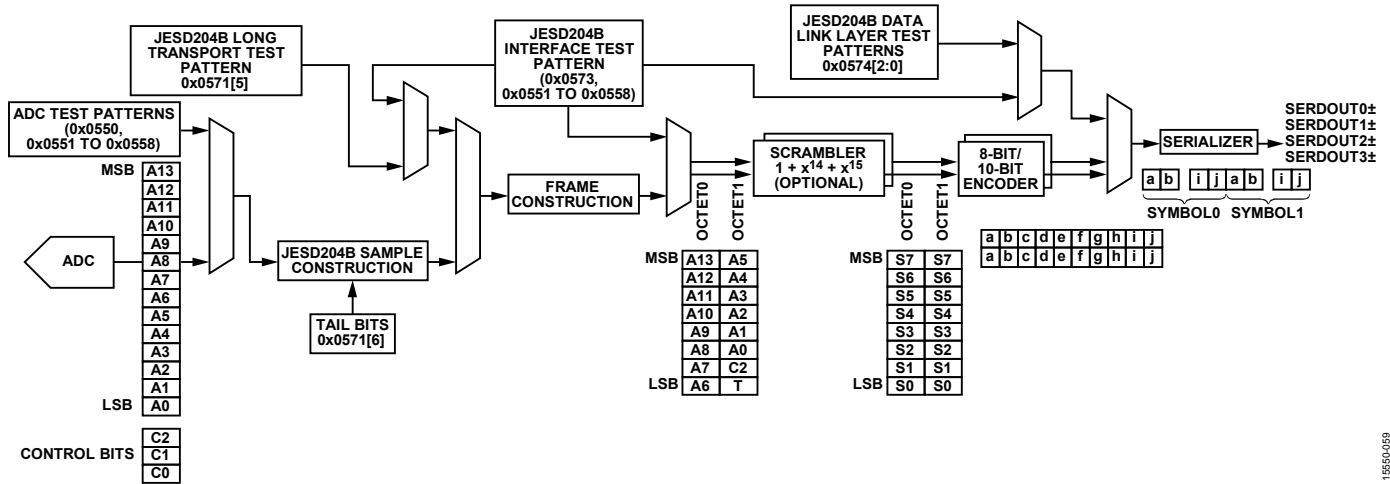 JESD204B LONG
TRANSPORT TEST
PATTERN
0x0571[5]
JESD204B
INTERFACE TEST
PATTERN
(0x0573,
0x0551 TO 0x0558)
JESD204B DATA
LINK LAYER TEST
PATTERNS
0x0574[2:0]
ADC TEST PATTERNS
(0x0550,
0x0551 TO 0x0558)
MSB
A13
A12
A11
A10
A9
A8
A7
A6
A5
A4
A3
A2
A1
LSB
A0
C2
CONTROL BITS
C1
C0
ADC
JESD204B SAMPLE
CONSTRUCTION
TAIL BITS
0x0571[6]
FRAME
CONSTRUCTION
OCTET0
OCTET1
MSB A13 A5
A12 A4
A11 A3
A10 A2
A9 A1
A8 A0
A7 C2
LSB A6 T
SCRAMBLER
1 + x14 + x15
(OPTIONAL)
OCTET0
OCTET1
MSB S7 S7
S6 S6
S5 S5
S4 S4
S3 S3
S2 S2
S1 S1
LSB S0 S0
8-BIT/
10-BIT
ENCODER
a b c d e f g h i j
a b c d e f g h i j
SERIALIZER
SERDOUT0±
SERDOUT1±
SERDOUT2±
SERDOUT3±
a b i j a b i j
SYMBOL0 SYMBOL1
15550-059